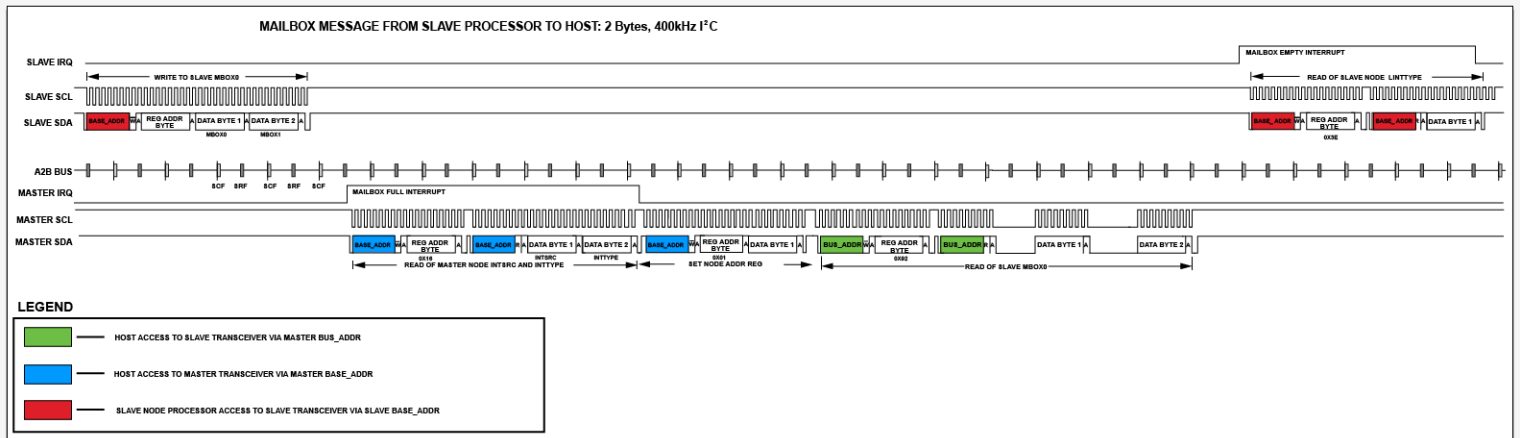 MAILBOX MESSAGE FROM SLAVE PROCESSOR TO HOST: 2 Bytes, 400kHz I²C
SLAVE IRQ
MAILBOX EMPTY INTERRUPT
WRITE TO SLAVE MBOX0
READ OF SLAVE NODE LINTTYPE
SLAVE SCL
SLAVE SDA
BASE_ADDR W A REG ADDR BYTE A DATA BYTE 1 A DATA BYTE 2 A
MBOX0 MBOX1
BASE_ADDR W A REG ADDR BYTE A BASE_ADDR R A DATA BYTE 1 A
0X3E
A2B BUS
SCF SRF SCF SRF SCF
MASTER IRQ
MAILBOX FULL INTERRUPT
MASTER SCL
MASTER SDA
BASE_ADDR W A REG ADDR BYTE A BASE_ADDR R A DATA BYTE 1 A DATA BYTE 2 A BASE_ADDR W A REG ADDR BYTE A DATA BYTE 1 A BUS_ADDR W A REG ADDR BYTE A BUS_ADDR R A DATA BYTE 1 A DATA BYTE 2 A
0X16 INTSRC INTTYPE 0X01 0X92
READ OF MASTER NODE INTSRC AND INTTYPE
SET NODE ADDR REG
READ OF SLAVE MBOX0
LEGEND
HOST ACCESS TO SLAVE TRANSCEIVER VIA MASTER BUS_ADDR
HOST ACCESS TO MASTER TRANSCEIVER VIA MASTER BASE_ADDR
SLAVE NODE PROCESSOR ACCESS TO SLAVE TRANSCEIVER VIA SLAVE BASE_ADDR